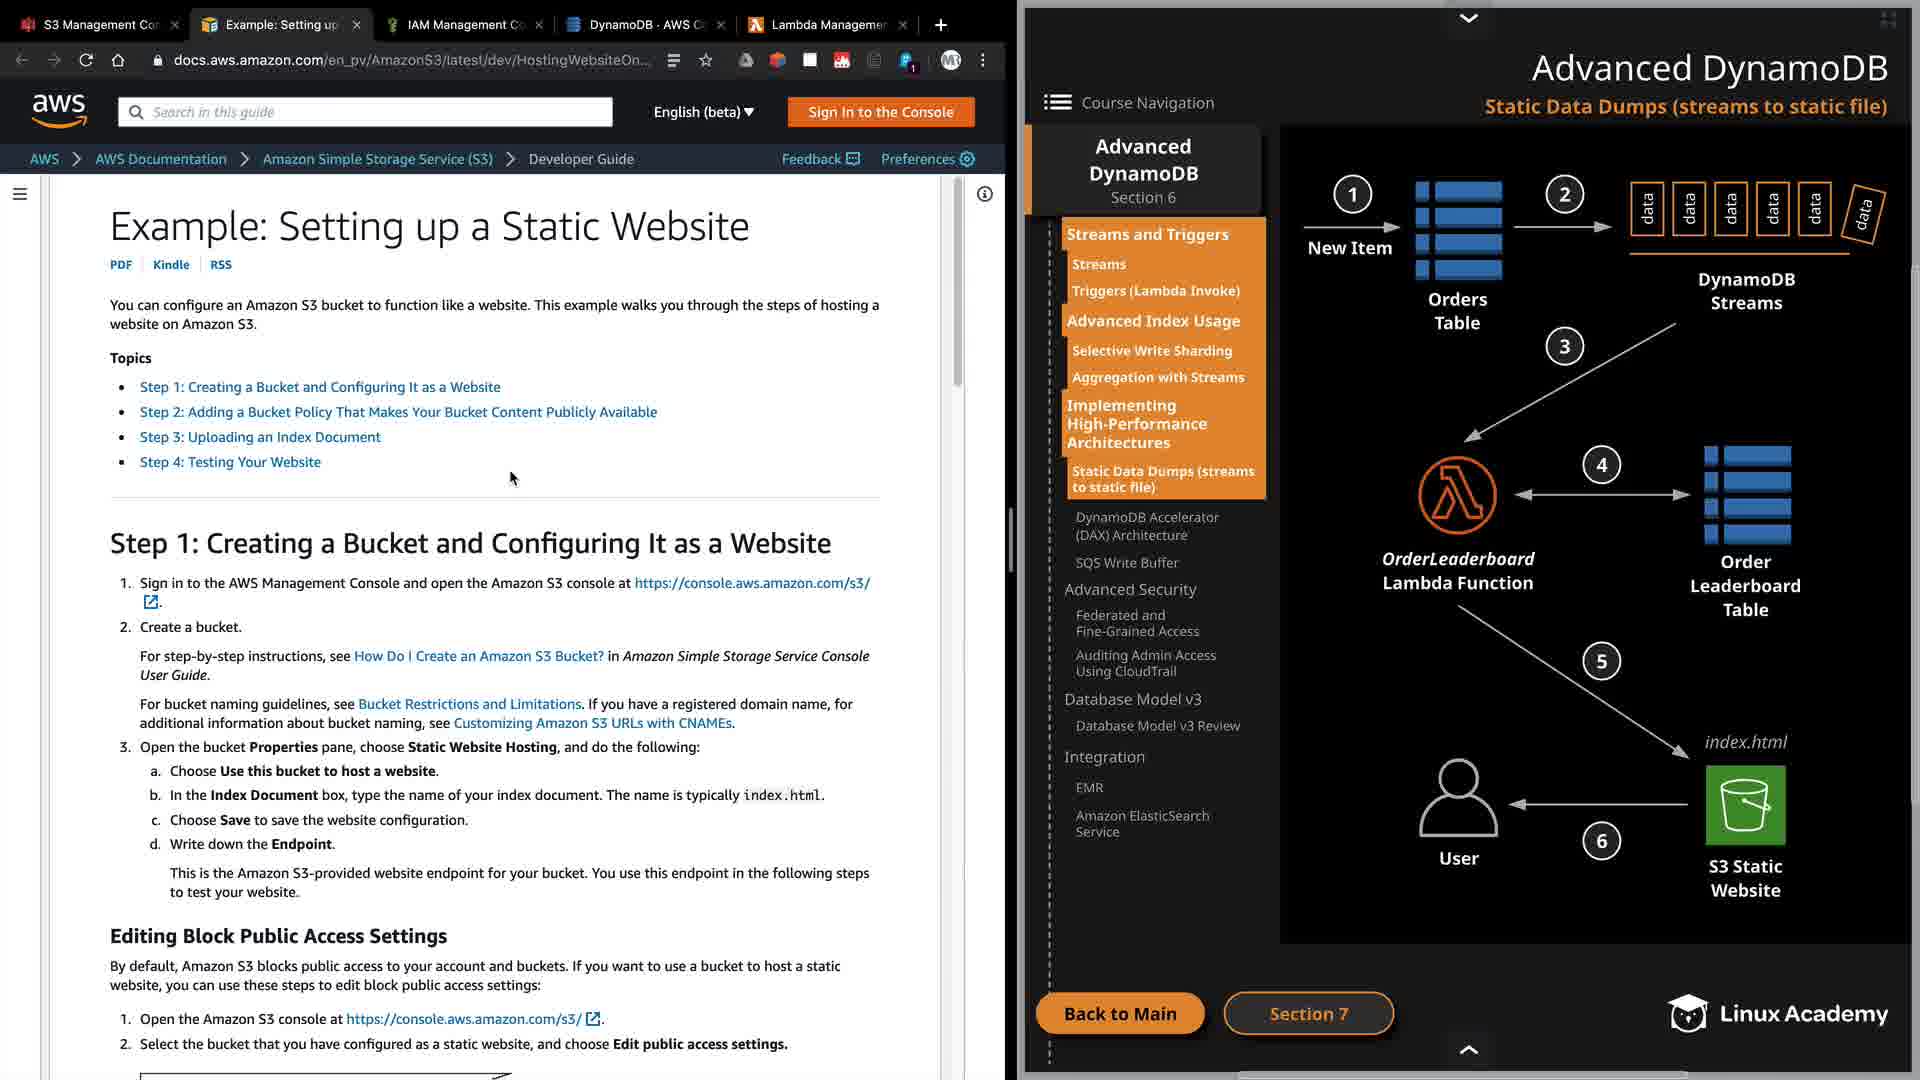 S3 Management Con
Example: Setting up
IAM Management Co
DynamoDB · AWS C
Lambda Managemen
docs.aws.amazon.com/en_pv/AmazonS3/latest/dev/HostingWebsiteOn...
1
aws
Search in this guide
English (beta)
Sign In to the Console
AWS
AWS Documentation
Amazon Simple Storage Service (S3)
Developer Guide
Feedback
Preferences
Example: Setting up a Static Website
PDF
Kindle
RSS
You can configure an Amazon S3 bucket to function like a website. This example walks you through the steps of hosting a
website on Amazon S3.
Topics
• Step 1: Creating a Bucket and Configuring It as a Website
• Step 2: Adding a Bucket Policy That Makes Your Bucket Content Publicly Available
• Step 3: Uploading an Index Document
• Step 4: Testing Your Website
Step 1: Creating a Bucket and Configuring It as a Website
1. Sign in to the AWS Management Console and open the Amazon S3 console at https://console.aws.amazon.com/s3/
.
2. Create a bucket.
For step-by-step instructions, see How Do I Create an Amazon S3 Bucket? in Amazon Simple Storage Service Console
User Guide.
For bucket naming guidelines, see Bucket Restrictions and Limitations. If you have a registered domain name, for
additional information about bucket naming, see Customizing Amazon S3 URLs with CNAMEs.
3. Open the bucket Properties pane, choose Static Website Hosting, and do the following:
a. Choose Use this bucket to host a website.
b. In the Index Document box, type the name of your index document. The name is typically index.html.
c. Choose Save to save the website configuration.
d. Write down the Endpoint.
This is the Amazon S3-provided website endpoint for your bucket. You use this endpoint in the following steps
to test your website.
Editing Block Public Access Settings
By default, Amazon S3 blocks public access to your account and buckets. If you want to use a bucket to host a static
website, you can use these steps to edit block public access settings:
1. Open the Amazon S3 console at https://console.aws.amazon.com/s3/ .
2. Select the bucket that you have configured as a static website, and choose Edit public access settings.
Advanced DynamoDB
Static Data Dumps (streams to static file)
Course Navigation
Advanced
DynamoDB
Section 6
Streams and Triggers
Streams
Triggers (Lambda Invoke)
Advanced Index Usage
Selective Write Sharding
Aggregation with Streams
Implementing
High-Performance
Architectures
Static Data Dumps (streams
to static file)
DynamoDB Accelerator
(DAX) Architecture
SQS Write Buffer
Advanced Security
Federated and
Fine-Grained Access
Auditing Admin Access
Using CloudTrail
Database Model v3
Database Model v3 Review
Integration
EMR
Amazon ElasticSearch
Service
1
New Item
Orders
Table
2
data
data
data
data
data
data
DynamoDB
Streams
3
4
OrderLeaderboard
Lambda Function
Order
Leaderboard
Table
5
index.html
User
6
S3 Static
Website
Back to Main
Section 7
Linux Academy